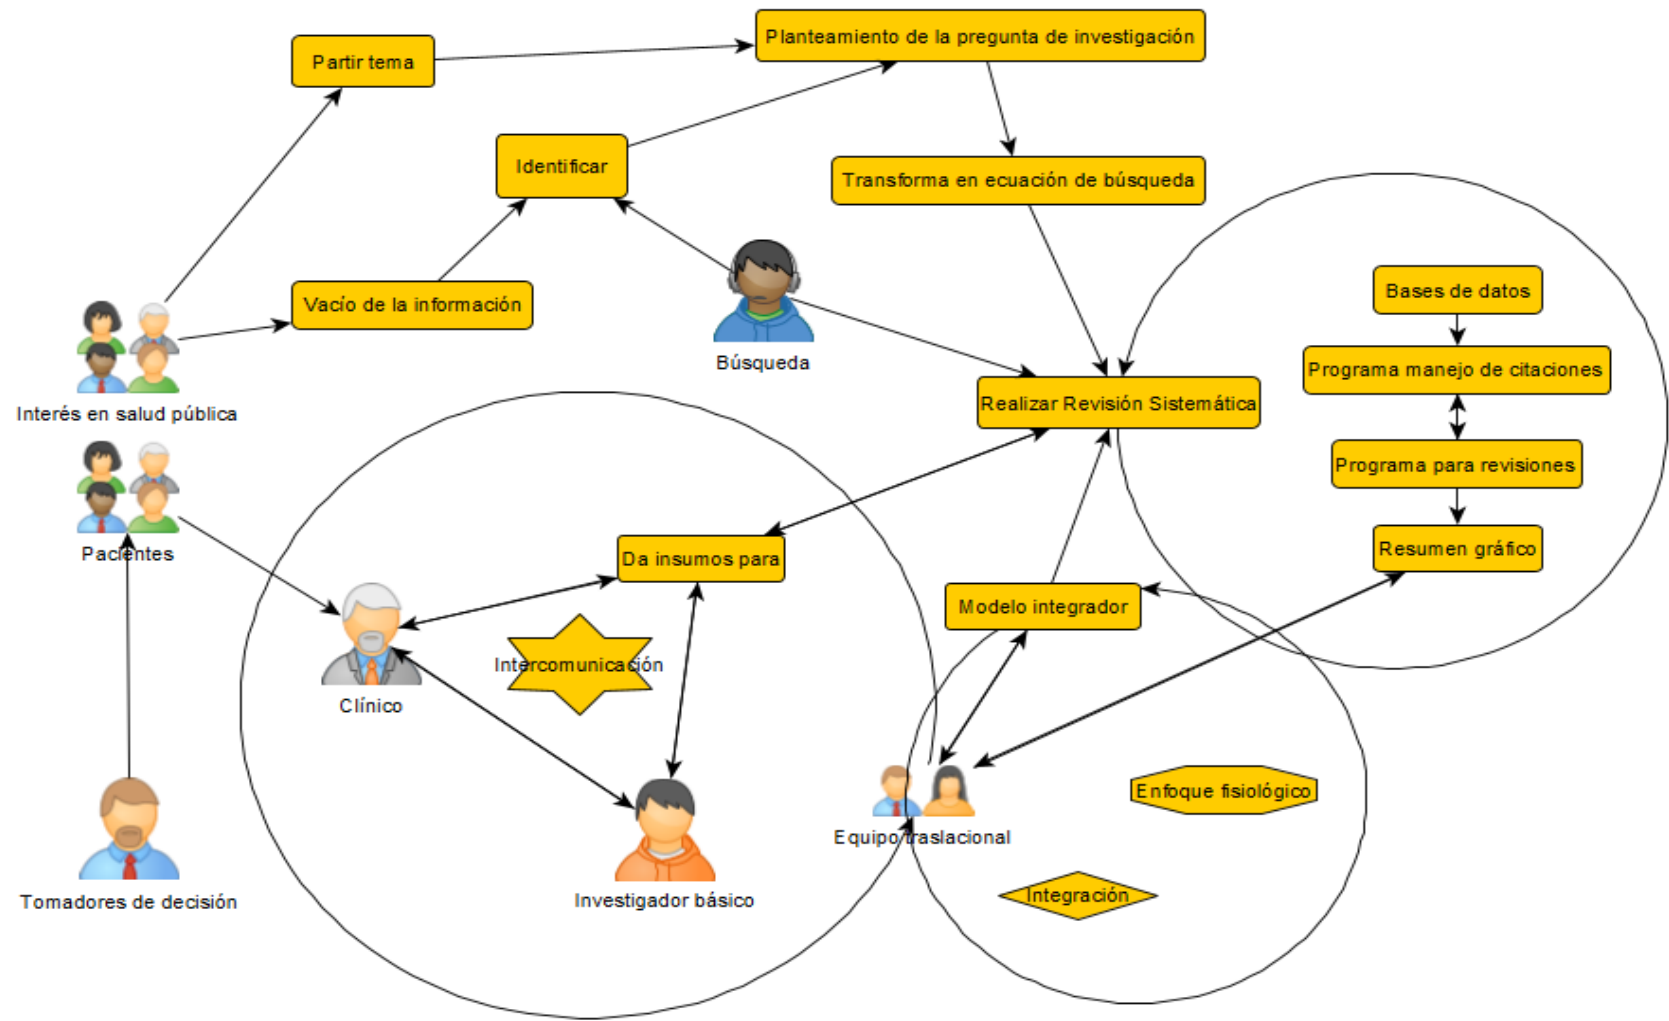 Planteamiento de la pregunta de investigación
Partir tema
Identificar
Transforma en ecuación de búsqueda
Vacío de la información
Bases de datos
Búsqueda
Programa manejo de citaciones
Interés en salud pública
Realizar Revisión Sistemática
Programa para revisiones
Pacientes
Da insumos para
Resumen gráfico
Modelo integrador
Intercomunicación
Clínico
Enfoque fisiológico
Equipo traslacional
Tomadores de decisión
Investigador básico
Integración